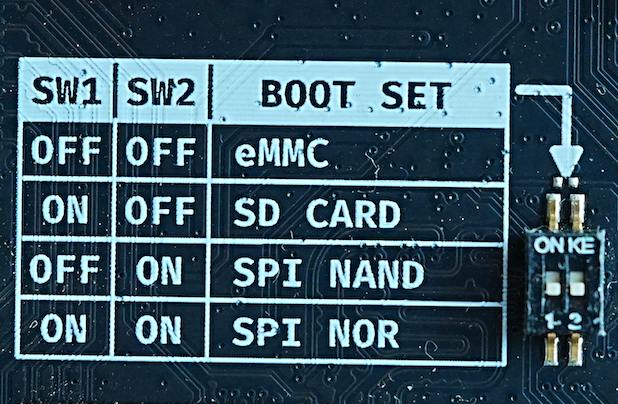 SW1 SW2 BOOT SET
OFF OFF eMMC
ON OFF SD CARD
OFF ON SPI NAND
ON ON SPI NOR
ON KE
1 2